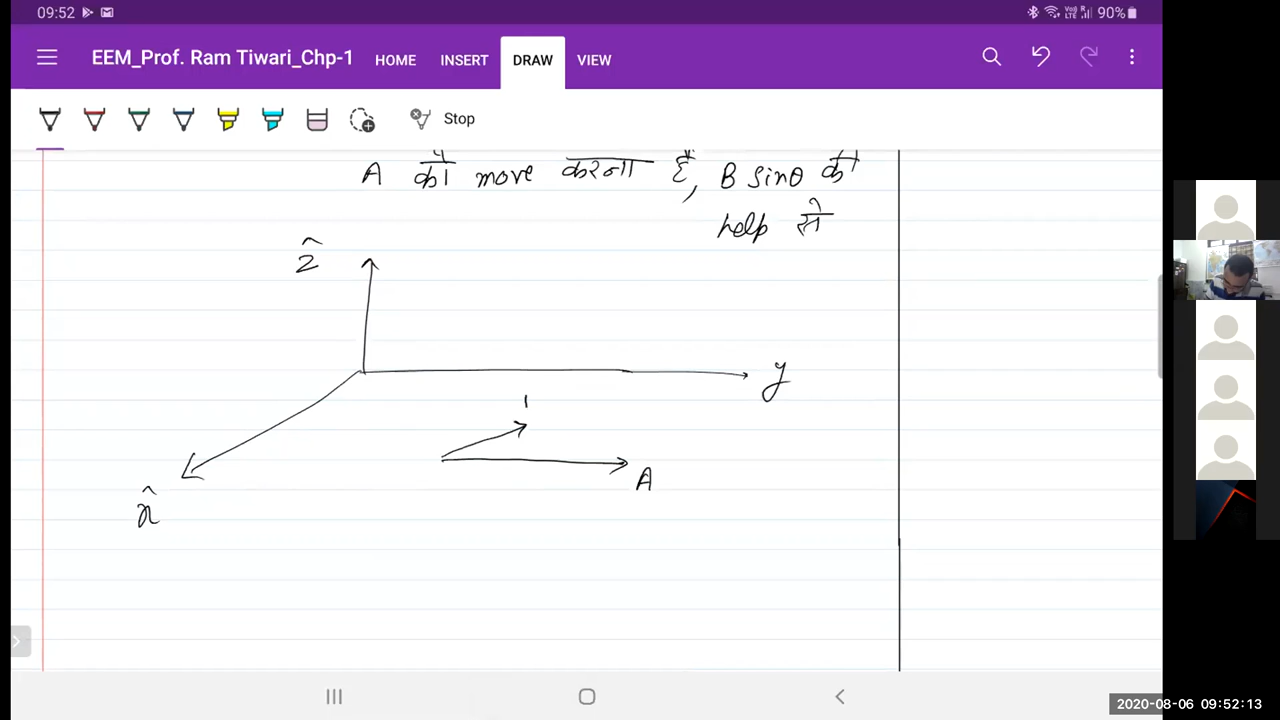 09:52
90%
EEM_Prof. Ram Tiwari_Chp-1 HOME INSERT DRAW VIEW
Stop
A को move करना है, B sinθ की
help से
ẑ
y
A
x̂
2020-08-06 09:52:13